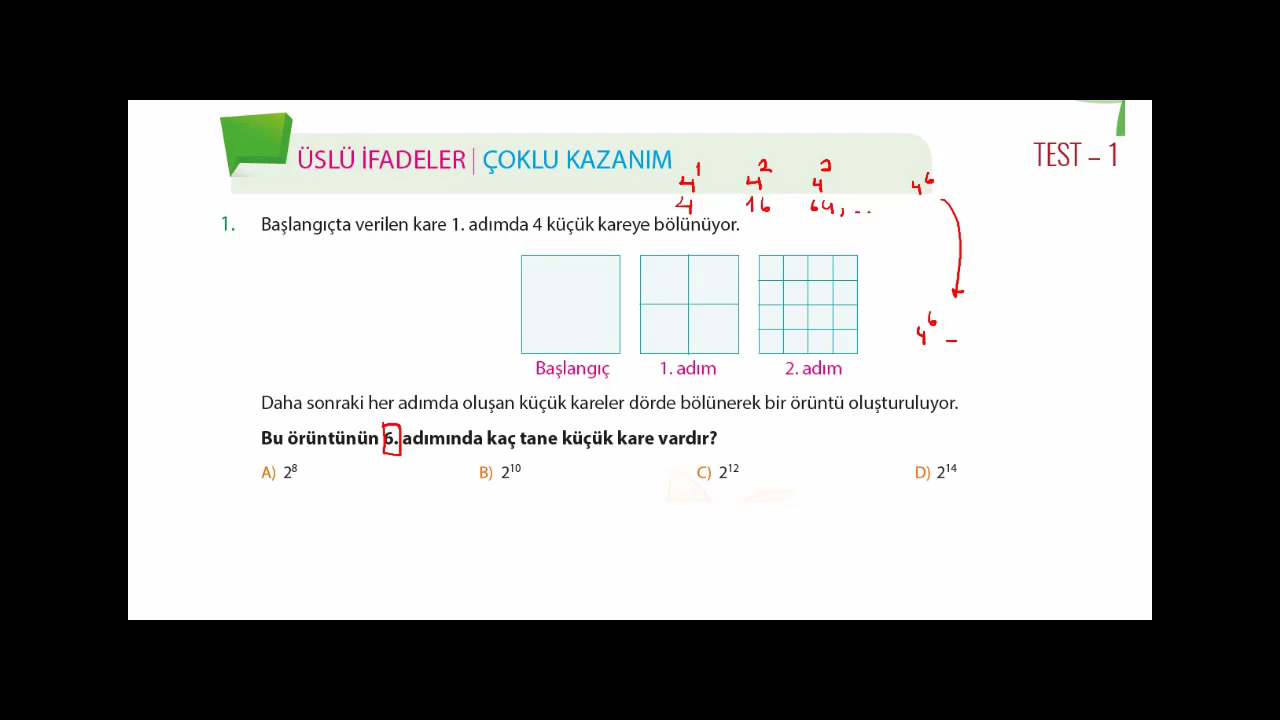 ÜSLÜ İFADELER | ÇOKLU KAZANIM
TEST – 1
4¹ 4² 4³ 4⁶
4 16 64, ...
1. Başlangıçta verilen kare 1. adımda 4 küçük kareye bölünüyor.
4⁶ –
Başlangıç 1. adım 2. adım
Daha sonraki her adımda oluşan küçük kareler dörde bölünerek bir örüntü oluşturuluyor.
Bu örüntünün 6. adımında kaç tane küçük kare vardır?
A) 2⁸ B) 2¹⁰ C) 2¹² D) 2¹⁴